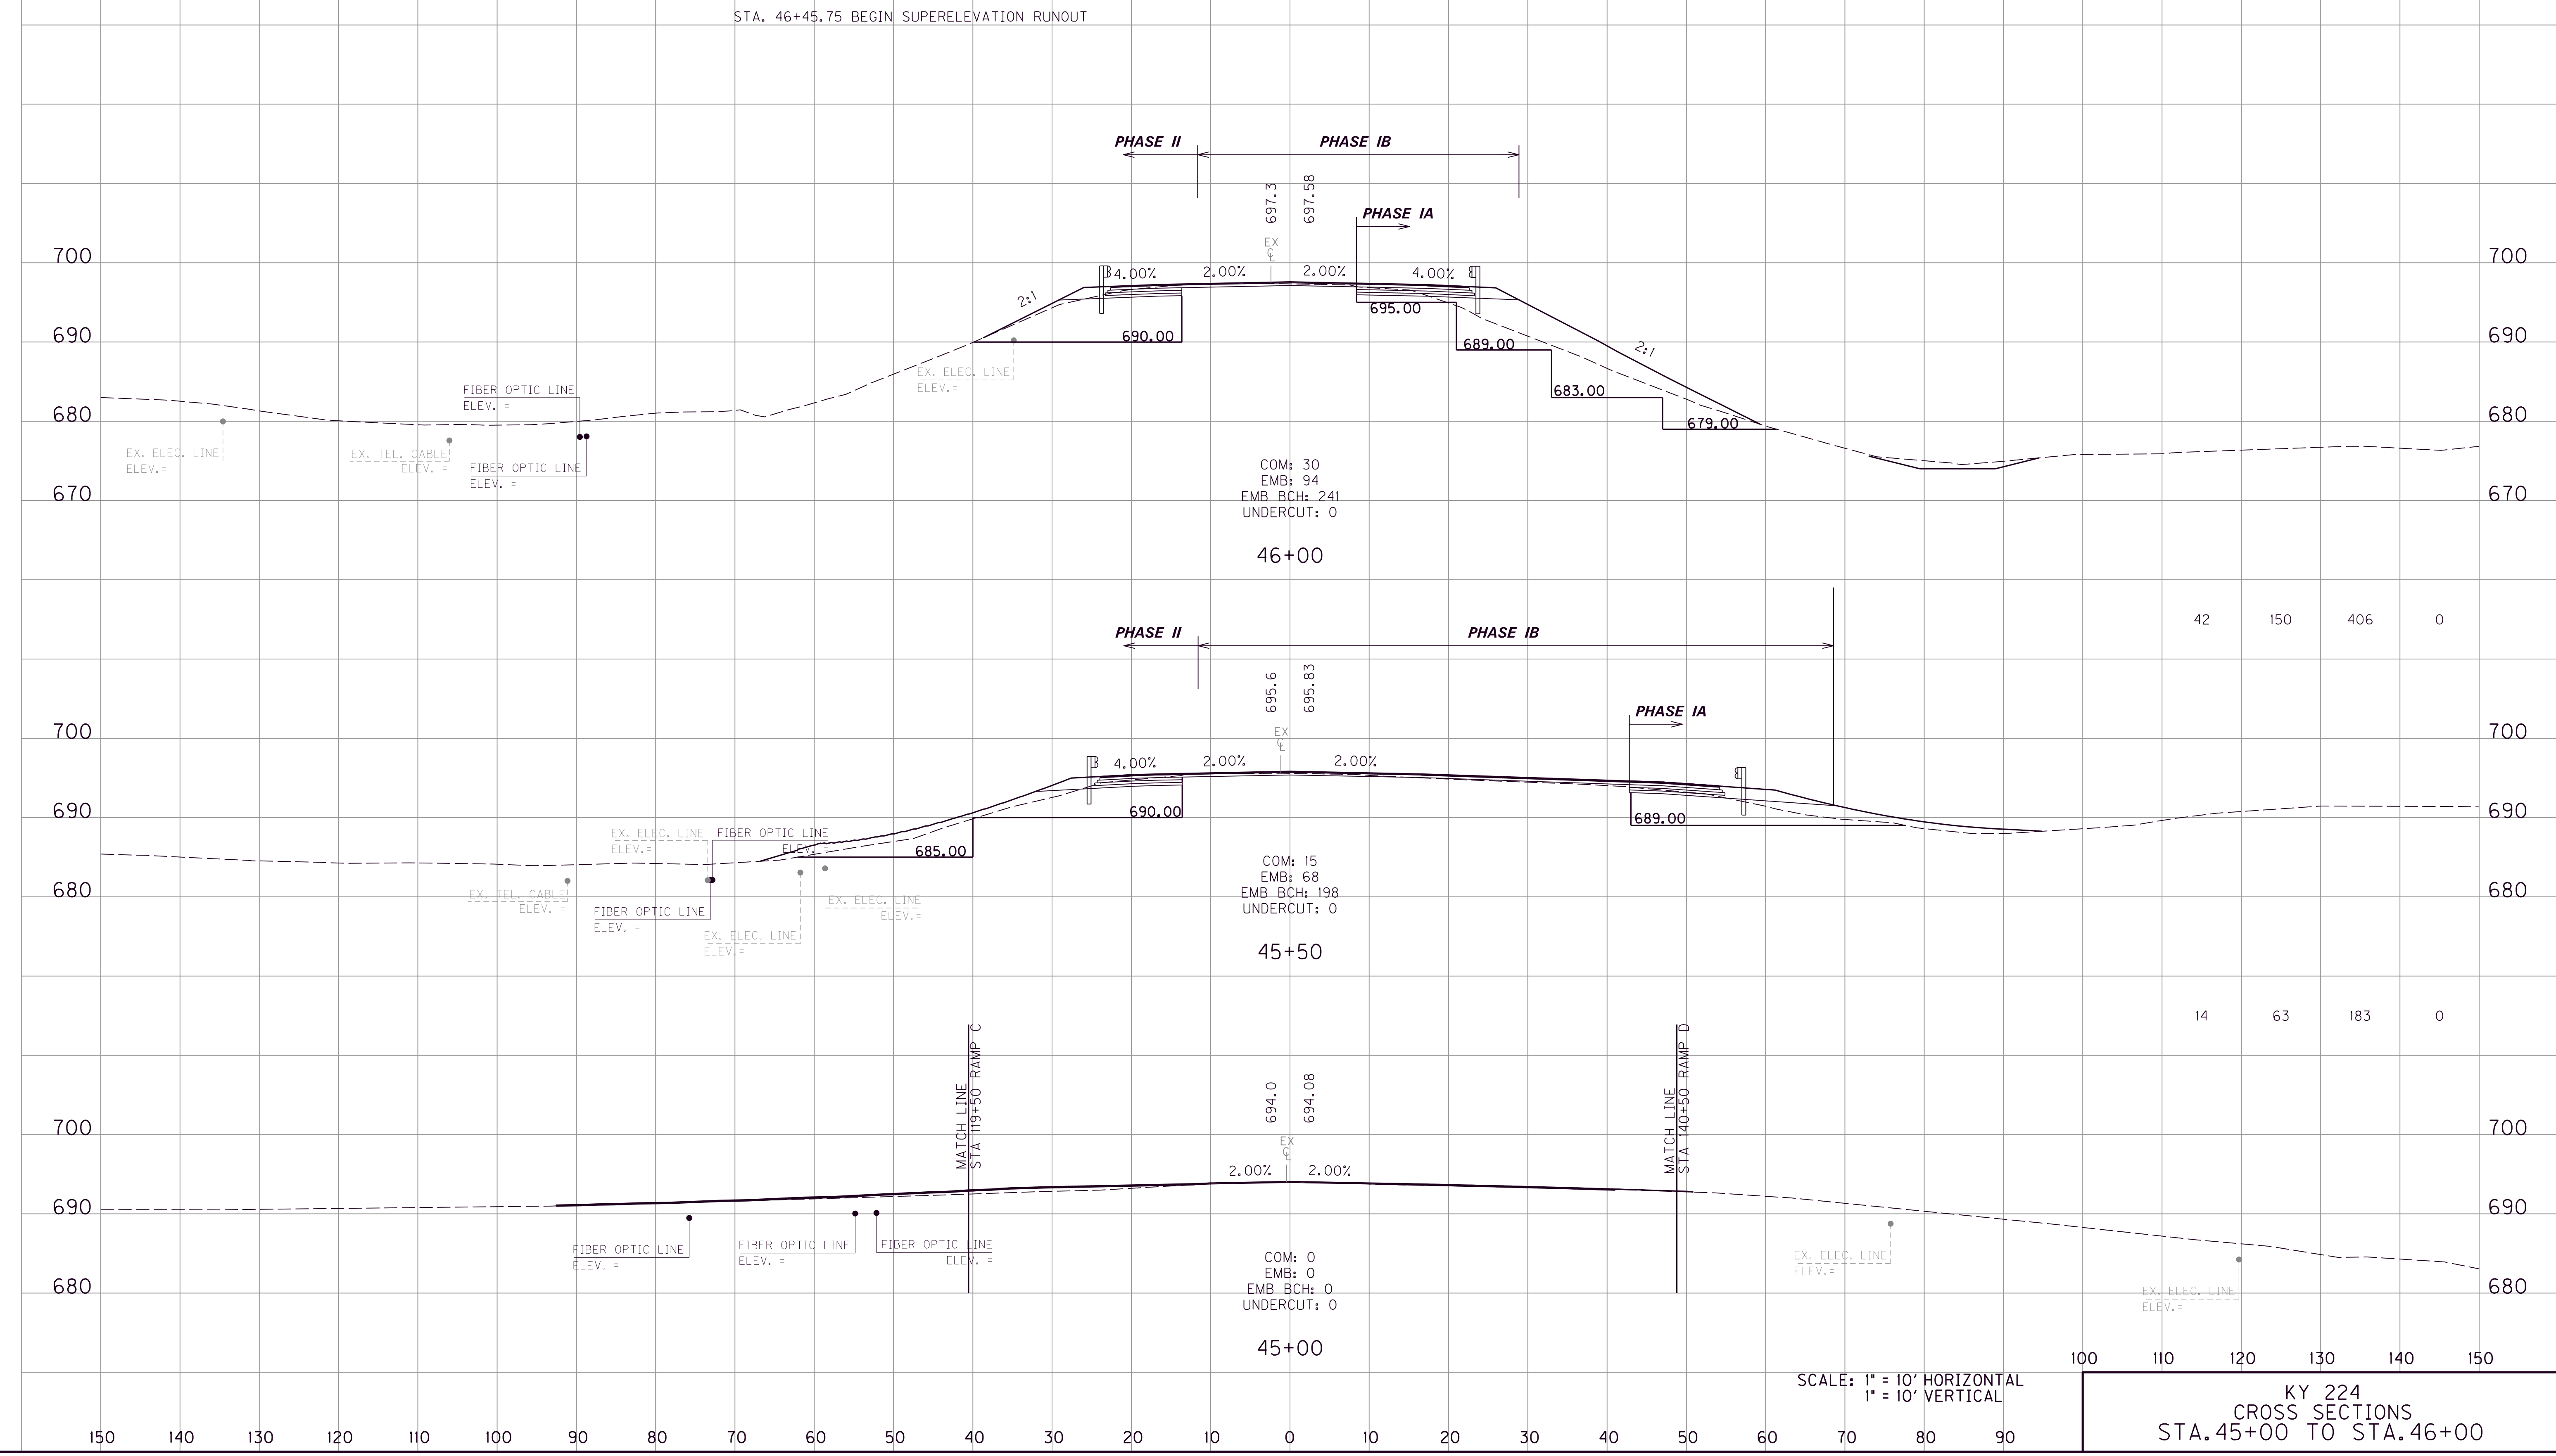 STA. 46+45.75 BEGIN SUPERELEVATION RUNOUT
PHASE II
PHASE IB
697.3
697.58
PHASE IA
EX
700
4.00%
2.00%
2.00%
4.00%
700
2:1
690
690.00
695.00
689.00
2:1
690
EX. ELEC. LINE
ELEV.=
FIBER OPTIC LINE
ELEV. =
683.00
680
679.00
680
EX. ELEC. LINE
ELEV.=
EX. TEL. CABLE
ELEV. =
FIBER OPTIC LINE
ELEV. =
COM: 30
EMB: 94
EMB BCH: 241
UNDERCUT: 0
670
670
46+00
42 150 406 0
PHASE II
PHASE IB
695.6
695.83
PHASE IA
EX
700
4.00%
2.00%
2.00%
700
690
690.00
689.00
690
EX. ELEC. LINE
ELEV.=
FIBER OPTIC LINE
ELEV. =
685.00
680
EX. TEL. CABLE
ELEV. =
FIBER OPTIC LINE
ELEV. =
EX. ELEC. LINE
ELEV.=
EX. ELEC. LINE
ELEV.=
COM: 15
EMB: 68
EMB BCH: 198
UNDERCUT: 0
680
45+50
14 63 183 0
MATCH LINE
STA 119+50 RAMP C
694.0
694.08
MATCH LINE
STA 140+50 RAMP D
EX
700
2.00%
2.00%
700
690
690
FIBER OPTIC LINE
ELEV. =
FIBER OPTIC LINE
ELEV. =
FIBER OPTIC LINE
ELEV. =
COM: 0
EMB: 0
EMB BCH: 0
UNDERCUT: 0
EX. ELEC. LINE
ELEV.=
EX. ELEC. LINE
ELEV.=
680
680
45+00
100 110 120 130 140 150
SCALE: 1" = 10' HORIZONTAL
1" = 10' VERTICAL
KY 224
CROSS SECTIONS
STA.45+00 TO STA.46+00
150 140 130 120 110 100 90 80 70 60 50 40 30 20 10 0 10 20 30 40 50 60 70 80 90